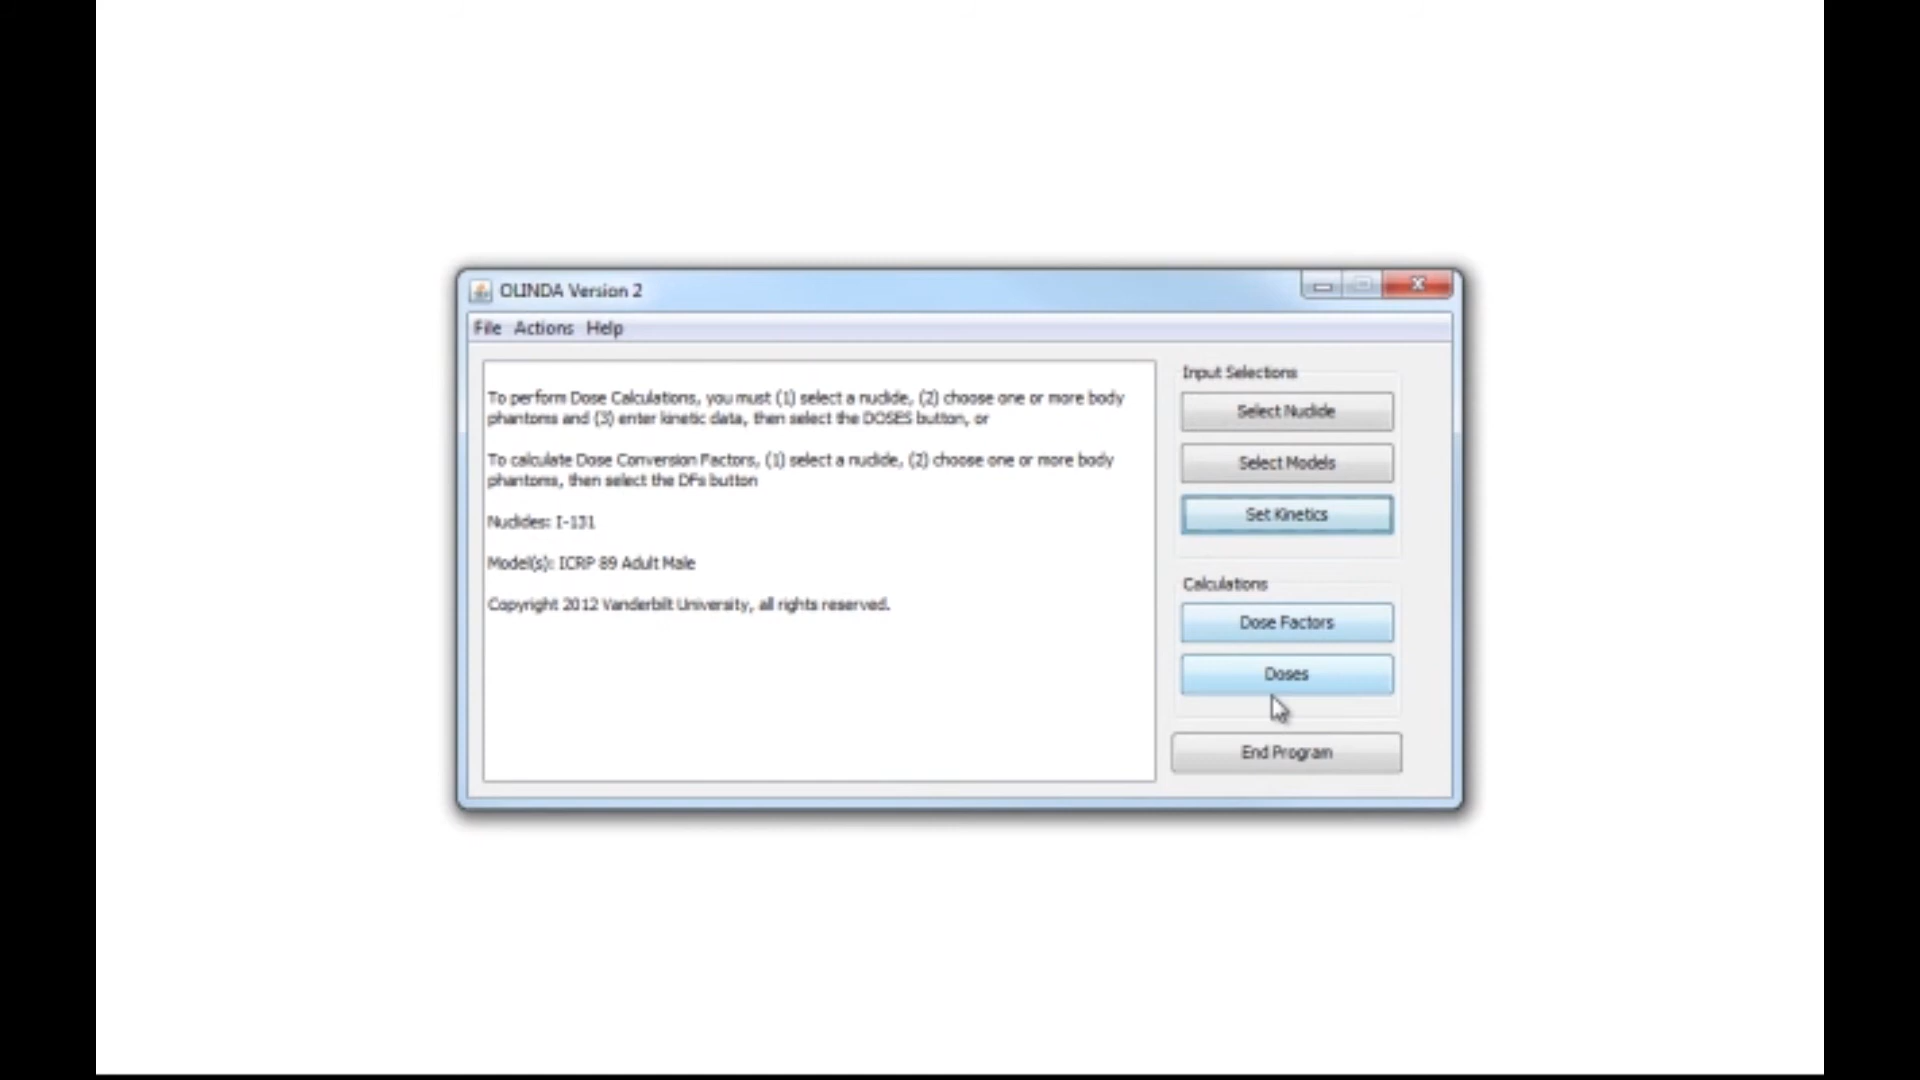 OLINDA Version 2
File Actions Help
To perform Dose Calculations, you must (1) select a nuclide, (2) choose one or more body
phantoms and (3) enter kinetic data, then select the DOSES button, or
To calculate Dose Conversion Factors, (1) select a nuclide, (2) choose one or more body
phantoms, then select the DFs button
Nuclides: I-131
Model(s): ICRP 89 Adult Male
Copyright 2012 Vanderbilt University, all rights reserved.
Input Selections
Select Nuclide
Select Models
Set Kinetics
Calculations
Dose Factors
Doses
End Program